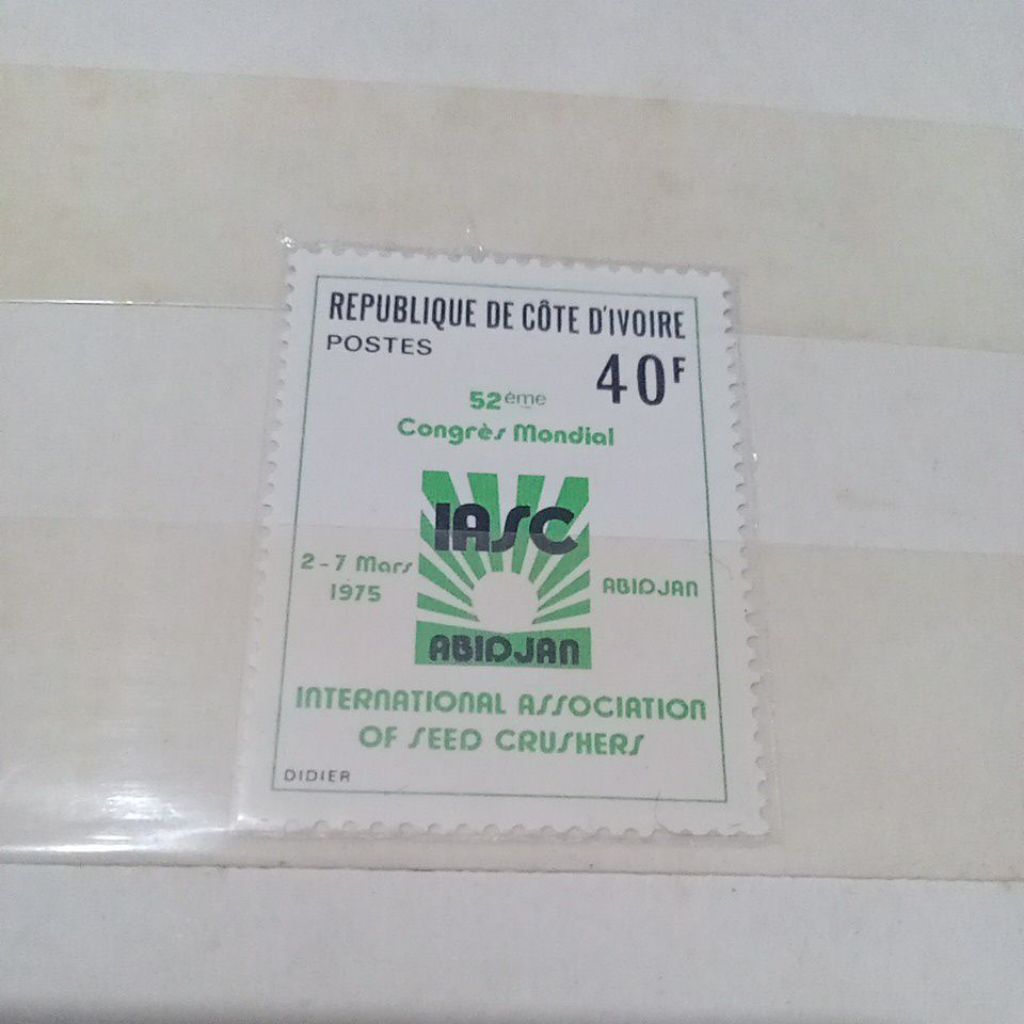 REPUBLIQUE DE CÔTE D'IVOIRE
POSTES
40F
52ème
Congrès Mondial
IASC
2-7 Mars
1975
ABIDJAN
ABIDJAN
INTERNATIONAL ASSOCIATION
OF SEED CRUSHERS
DIDIER